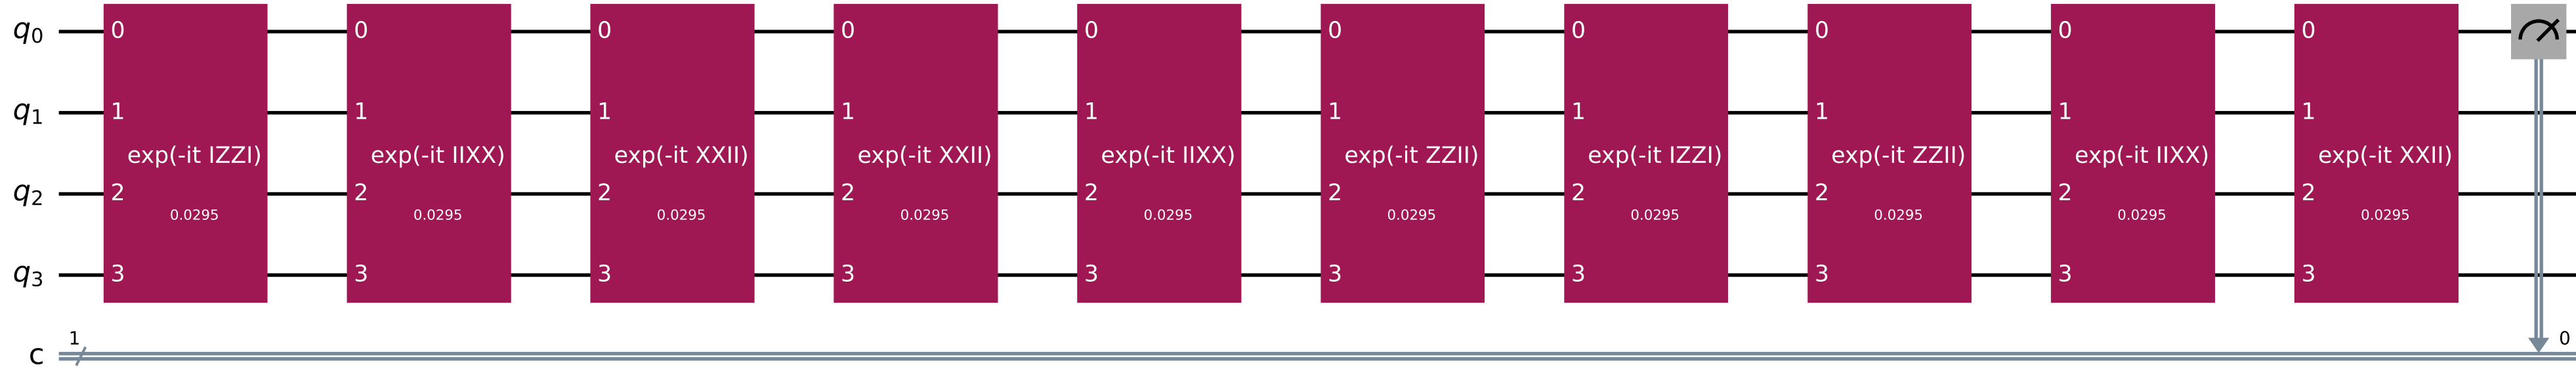 q0 0 0 0 0 0 0 0 0 0 0
q1 1 1 1 1 1 1 1 1 1 1
exp(-it IZZI) exp(-it IIXX) exp(-it XXII) exp(-it XXII) exp(-it IIXX) exp(-it ZZII) exp(-it IZZI) exp(-it ZZII) exp(-it IIXX) exp(-it XXII)
q2 2 2 2 2 2 2 2 2 2 2
0.0295 0.0295 0.0295 0.0295 0.0295 0.0295 0.0295 0.0295 0.0295 0.0295
q3 3 3 3 3 3 3 3 3 3 3
1 0
c